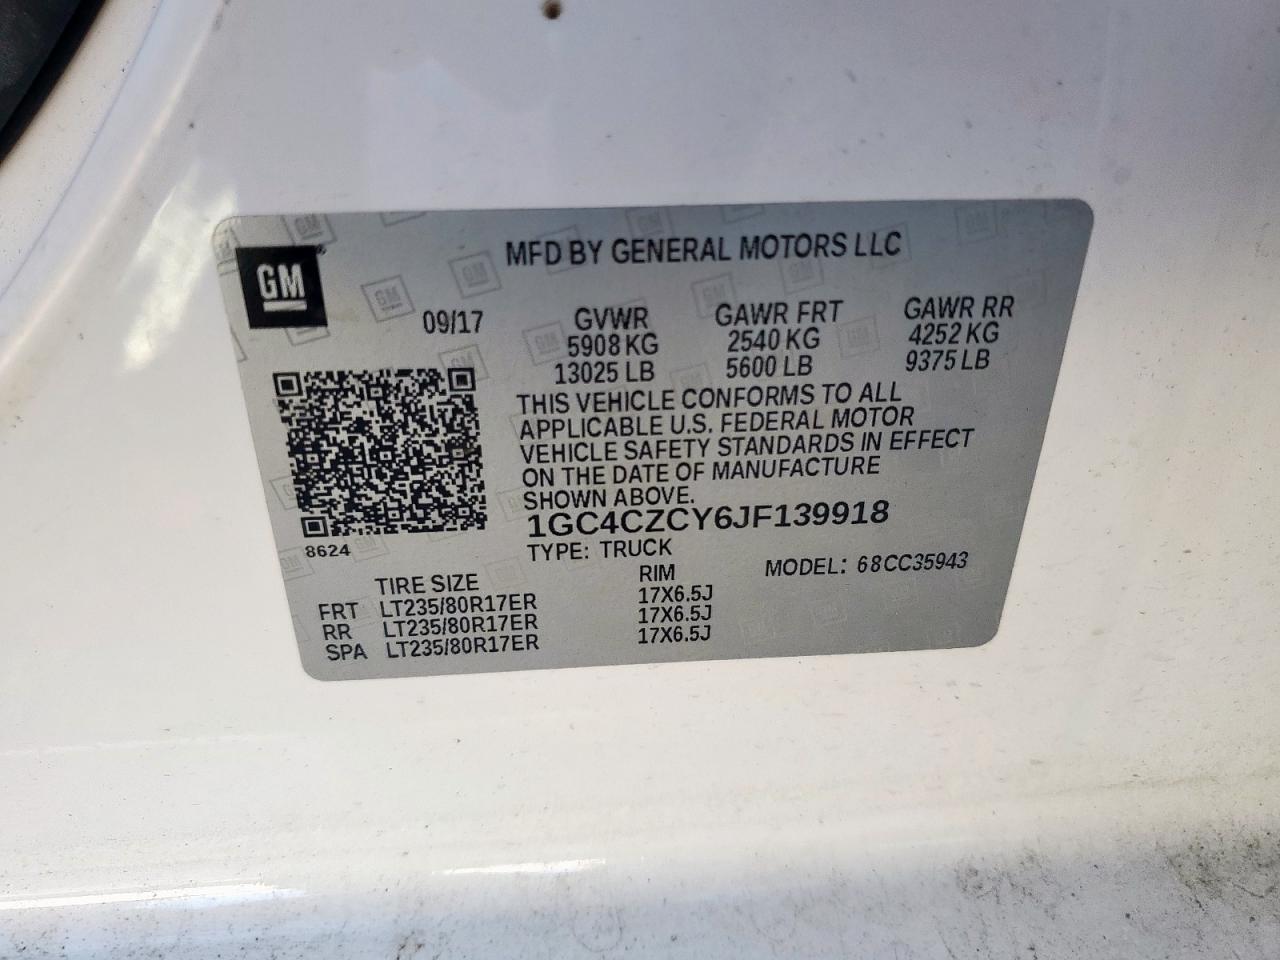 GM
MFD BY GENERAL MOTORS LLC
09/17 GVWR GAWR FRT GAWR RR
5908 KG 2540 KG 4252 KG
13025 LB 5600 LB 9375 LB
THIS VEHICLE CONFORMS TO ALL
APPLICABLE U.S. FEDERAL MOTOR
VEHICLE SAFETY STANDARDS IN EFFECT
ON THE DATE OF MANUFACTURE
SHOWN ABOVE.
1GC4CZCY6JF139918
8624
TYPE: TRUCK
MODEL: 68CC35943
TIRE SIZE RIM
FRT LT235/80R17ER 17X6.5J
RR LT235/80R17ER 17X6.5J
SPA LT235/80R17ER 17X6.5J